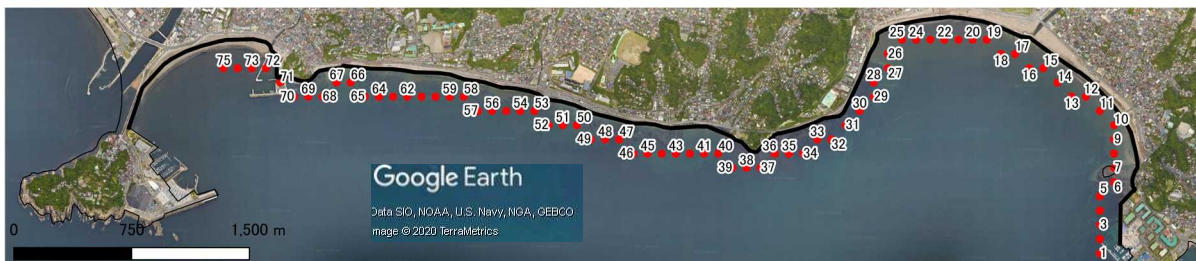 25 24 22 20 19
26 17
75 73 72 18 15
67 66 28 27 16 14
71 69 64 62 59 58 12
70 68 65 29 13 11
57 56 54 53 30
52 51 50 31 10
49 48 47 33 32 9
46 45 43 41 40 36 35 34
39 38 37 7
Google Earth
5 6
Data SIO, NOAA, U.S. Navy, NGA, GEBCO
3
0 750 1,500 m
mage © 2020 TerraMetrics
1